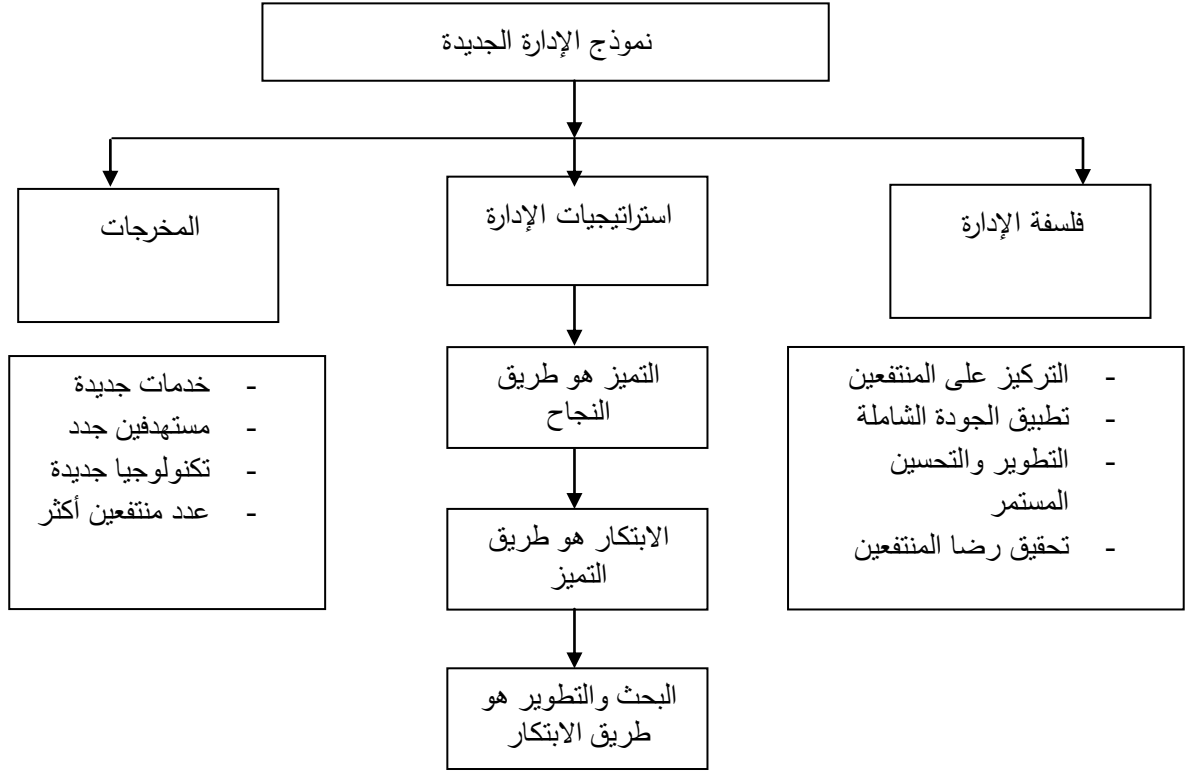 نموذج الإدارة الجديدة
فلسفة الإدارة
استراتيجيات الإدارة
المخرجات
- التركيز على المنتفعين
- تطبيق الجودة الشاملة
- التطوير والتحسين
المستمر
- تحقيق رضا المنتفعين
التميز هو طريق
النجاح
الابتكار هو طريق
التميز
البحث والتطوير هو
طريق الابتكار
- خدمات جديدة
- مستهدفين جدد
- تكنولوجيا جديدة
- عدد منتفعين أكثر